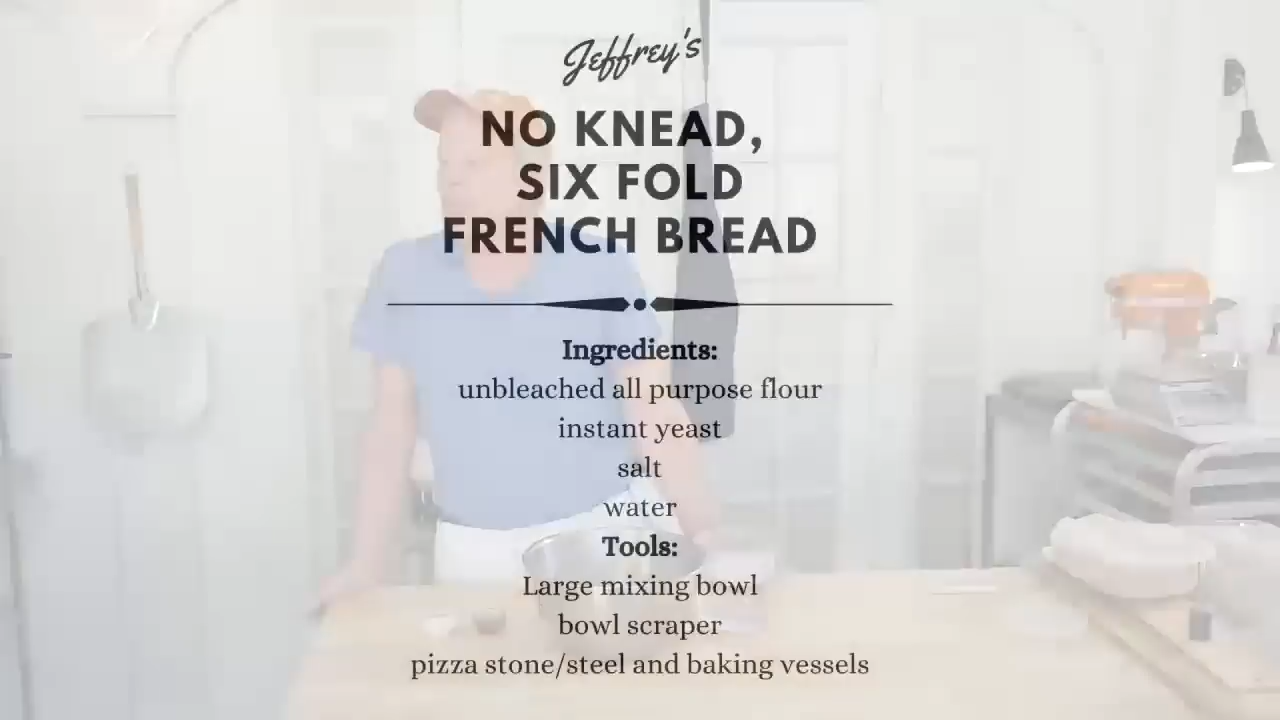 Jeffrey's
NO KNEAD,
SIX FOLD
FRENCH BREAD
Ingredients:
unbleached all purpose flour
instant yeast
salt
water
Tools:
Large mixing bowl
bowl scraper
pizza stone/steel and baking vessels